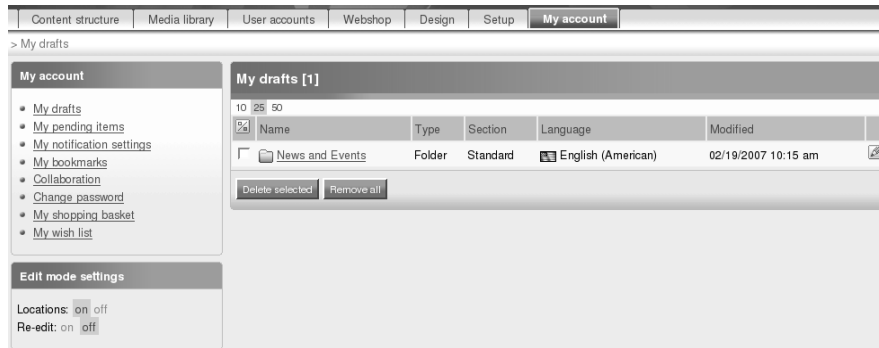 Content structure Media library User accounts Webshop Design Setup My account
> My drafts
My account
My drafts
My pending items
My notification settings
My bookmarks
Collaboration
Change password
My shopping basket
My wish list
Edit mode settings
Locations: on off
Re-edit: on off
My drafts [1]
10 25 50
Name Type Section Language Modified
News and Events Folder Standard English (American) 02/19/2007 10:15 am
Delete selected Remove all